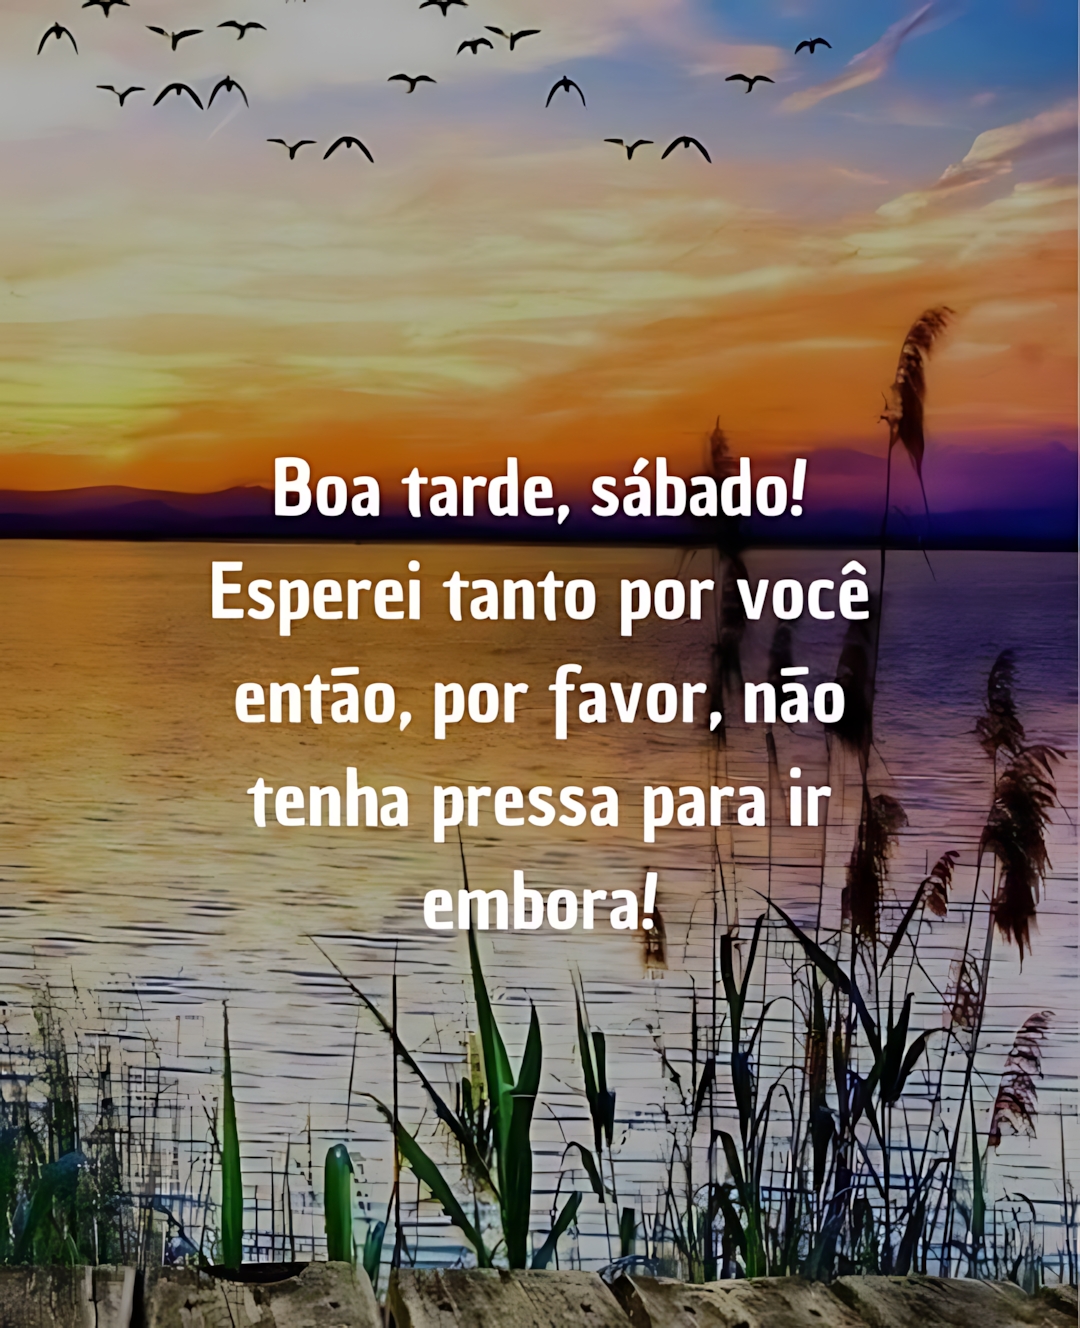 Boa tarde, sábado!
Esperei tanto por você
então, por favor, não
tenha pressa para ir
embora!